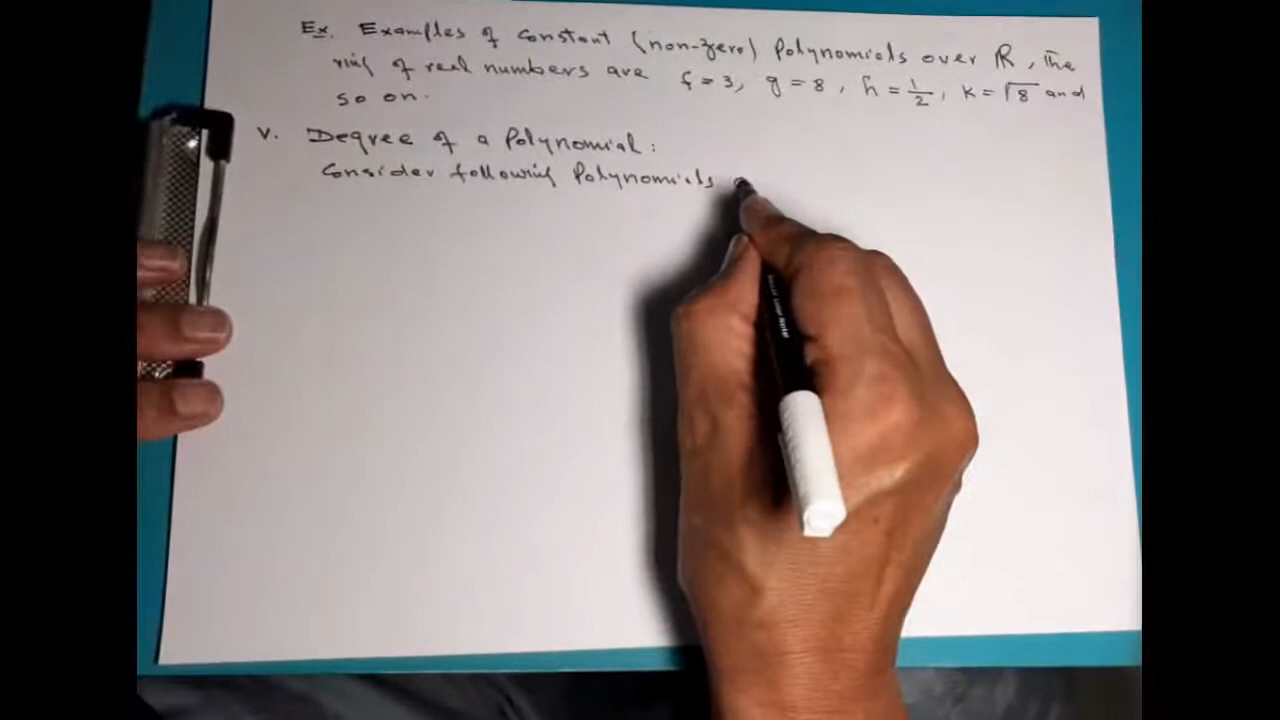 Ex. Examples of constant (non-zero) polynomials over R, the
ring of real numbers are f = 3, g = 8, h = 1/2, k = √8 and
so on.
V. Degree of a Polynomial:
Consider following Polynomials